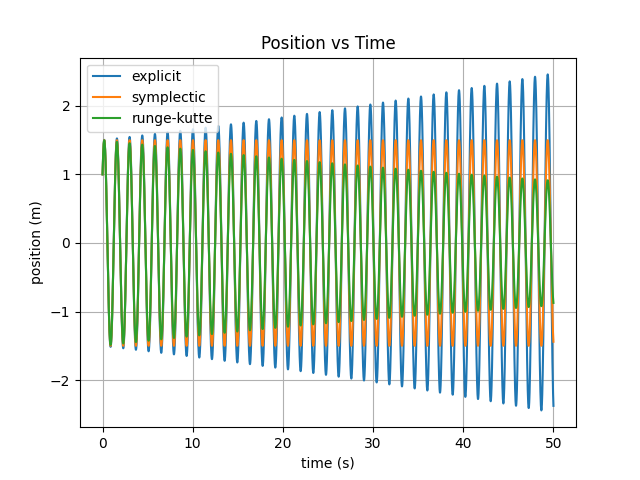 Position vs Time
explicit
symplectic
runge-kutte
2
1
0
−1
−2
position (m)
0 10 20 30 40 50
time (s)